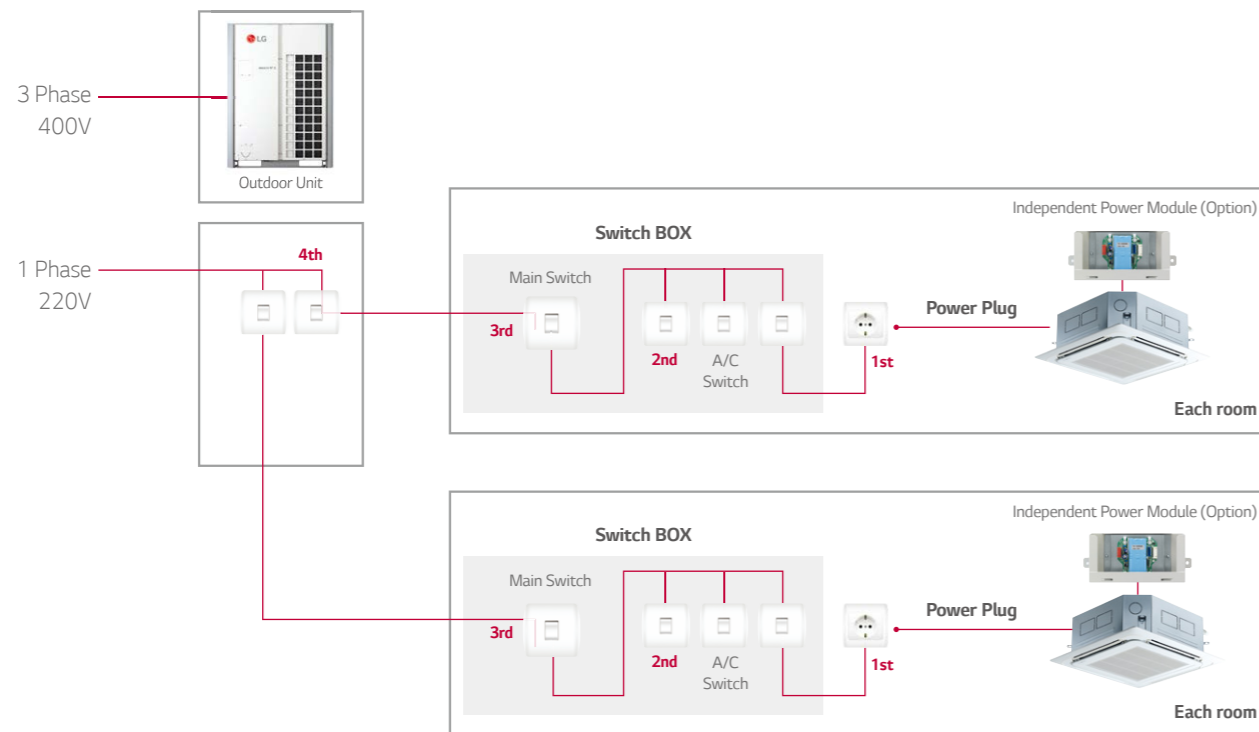 LG
3 Phase
400V
Outdoor Unit
1 Phase
220V
4th
Independent Power Module (Option)
Switch BOX
Main Switch
3rd
2nd
A/C
Switch
1st
Power Plug
Each room
Independent Power Module (Option)
Switch BOX
Main Switch
3rd
2nd
A/C
Switch
1st
Power Plug
Each room